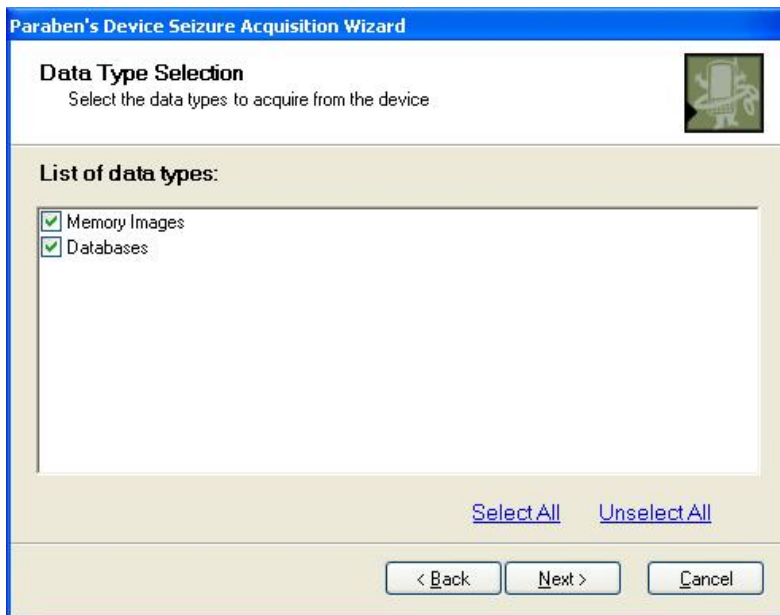 Paraben's Device Seizure Acquisition Wizard
Data Type Selection
Select the data types to acquire from the device
List of data types:
Memory Images
Databases
Select All Unselect All
< Back Next > Cancel